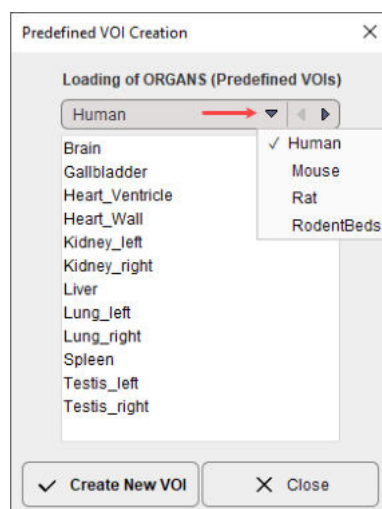 Predefined VOI Creation
Loading of ORGANS (Predefined VOIs)
Human
✓ Human
Mouse
Rat
RodentBeds
Brain
Gallbladder
Heart_Ventricle
Heart_Wall
Kidney_left
Kidney_right
Liver
Lung_left
Lung_right
Spleen
Testis_left
Testis_right
Create New VOI
Close